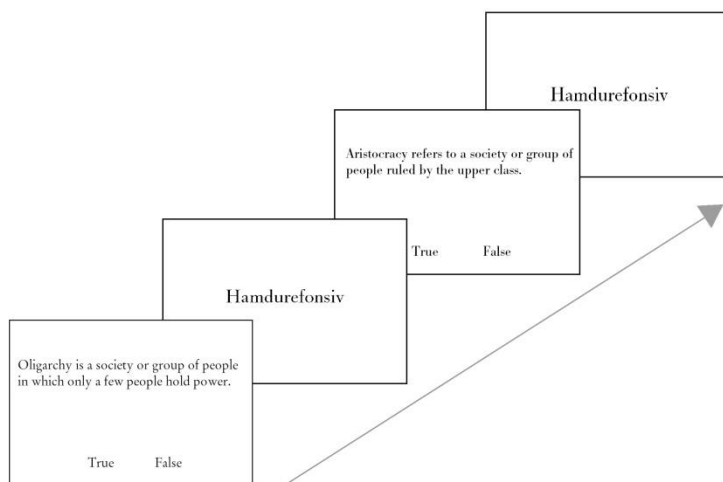 Oligarchy is a society or group of people
in which only a few people hold power.
True False
Hamdurefonsiv
Aristocracy refers to a society or group of
people ruled by the upper class.
True False
Hamdurefonsiv